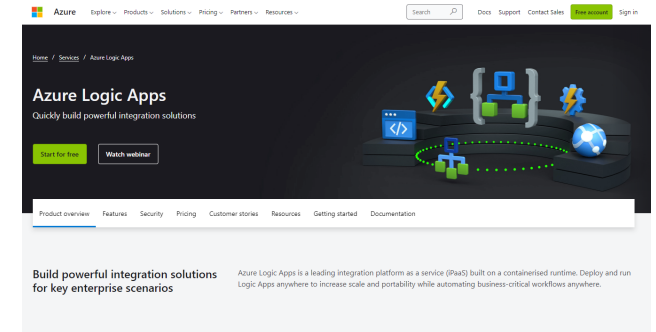 Azure Explore Products Solutions Pricing Partners Resources Search Docs Support Contact Sales Free account Sign in
Home / Services / Azure Logic Apps
Azure Logic Apps
Quickly build powerful integration solutions
Start for free Watch webinar
Product overview Features Security Pricing Customer stories Resources Getting started Documentation
Build powerful integration solutions
for key enterprise scenarios
Azure Logic Apps is a leading integration platform as a service (iPaaS) built on a containerised runtime. Deploy and run
Logic Apps anywhere to increase scale and portability while automating business-critical workflows anywhere.